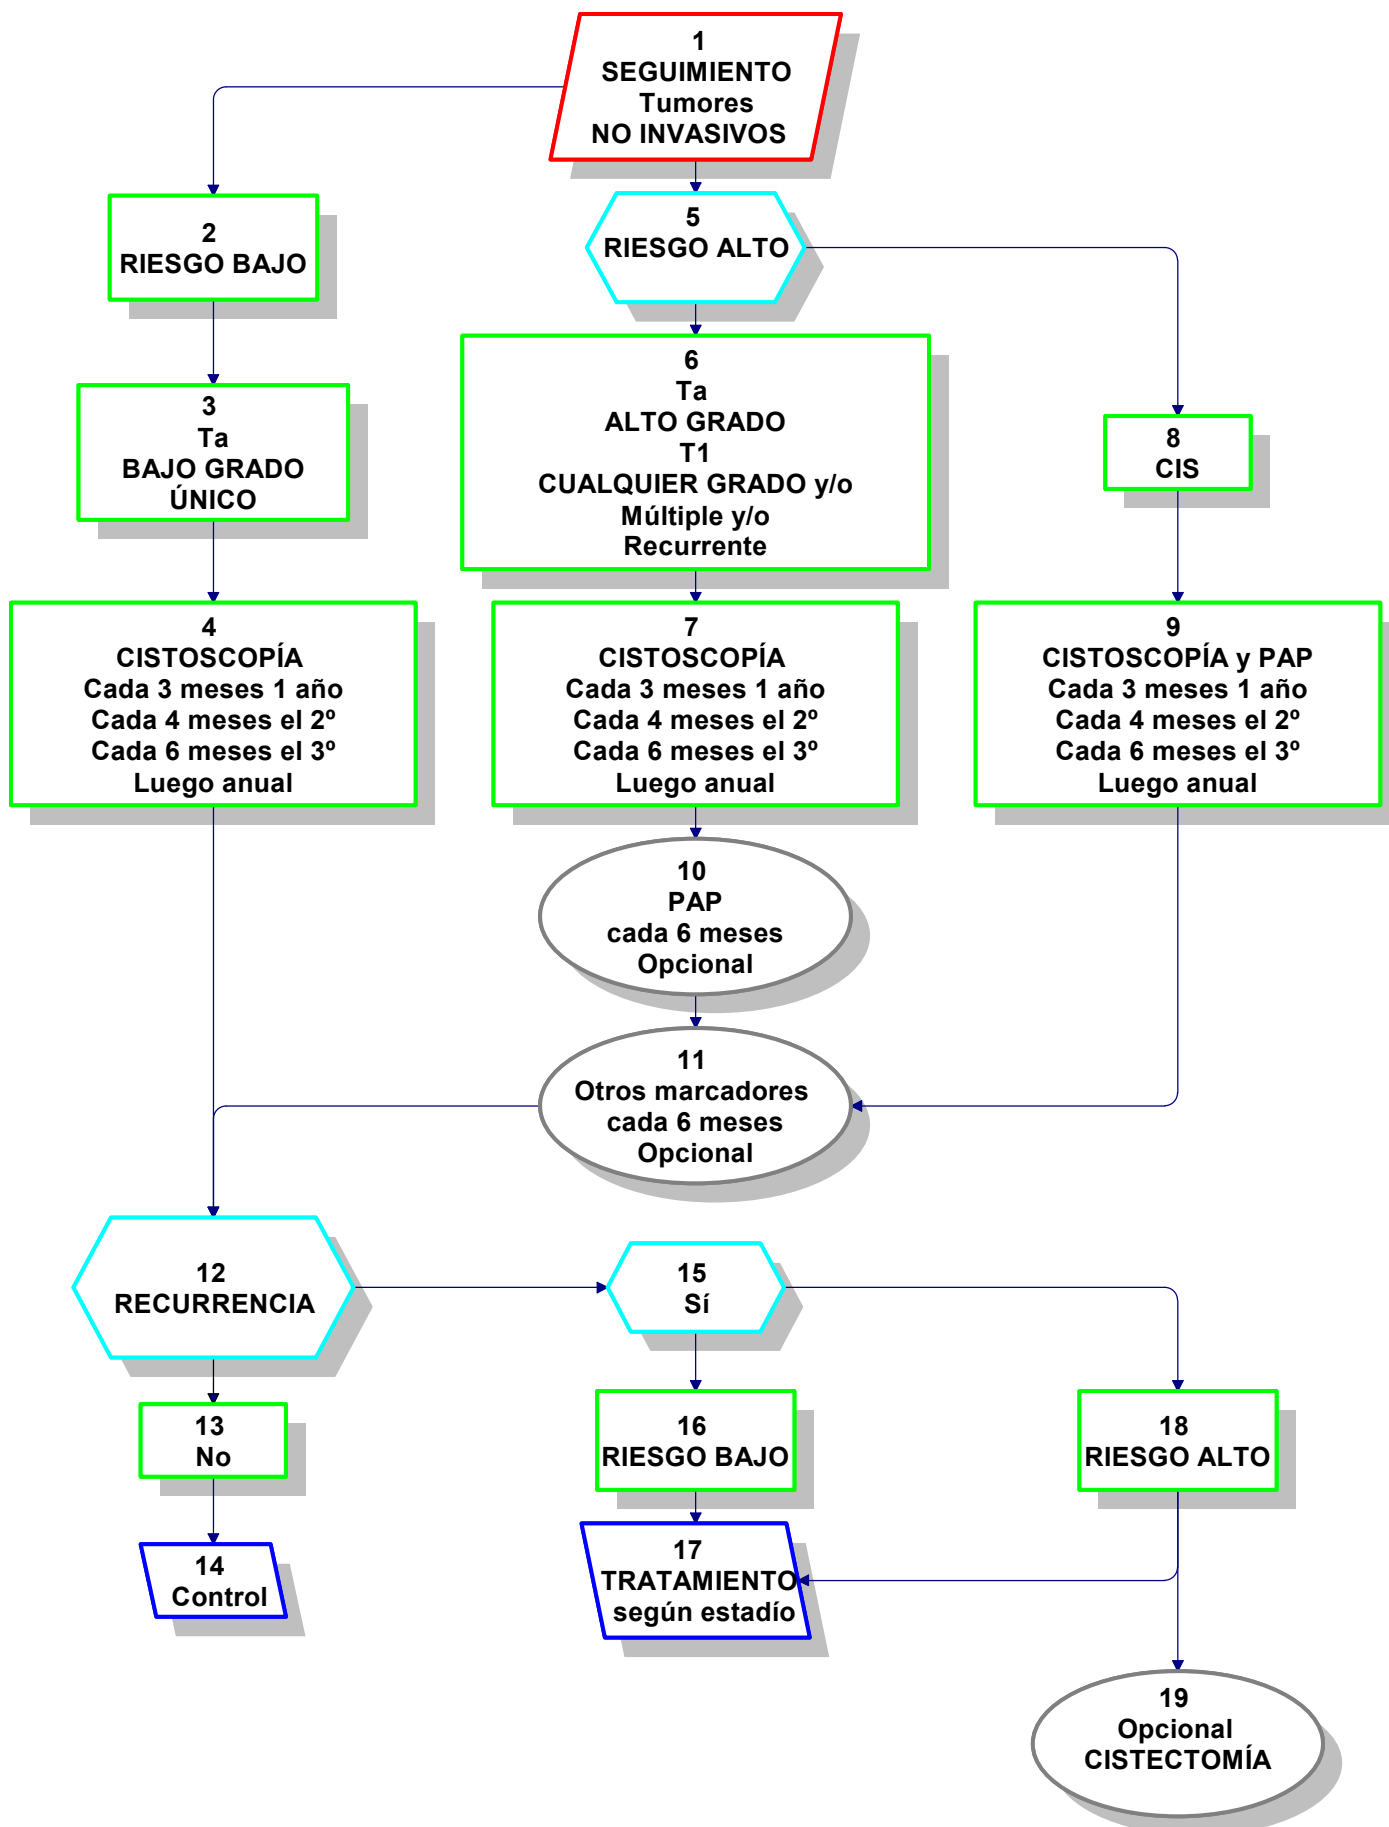 1
SEGUIMIENTO
Tumores
NO INVASIVOS
2
RIESGO BAJO
3
Ta
BAJO GRADO
ÚNICO
4
CISTOSCOPÍA
Cada 3 meses 1 año
Cada 4 meses el 2º
Cada 6 meses el 3º
Luego anual
5
RIESGO ALTO
6
Ta
ALTO GRADO
T1
CUALQUIER GRADO y/o
Múltiple y/o
Recurrente
7
CISTOSCOPÍA
Cada 3 meses 1 año
Cada 4 meses el 2º
Cada 6 meses el 3º
Luego anual
8
CIS
9
CISTOSCOPÍA y PAP
Cada 3 meses 1 año
Cada 4 meses el 2º
Cada 6 meses el 3º
Luego anual
10
PAP
cada 6 meses
Opcional
11
Otros marcadores
cada 6 meses
Opcional
12
RECURRENCIA
13
No
14
Control
15
Sí
16
RIESGO BAJO
17
TRATAMIENTO
según estadío
18
RIESGO ALTO
19
Opcional
CISTECTOMÍA